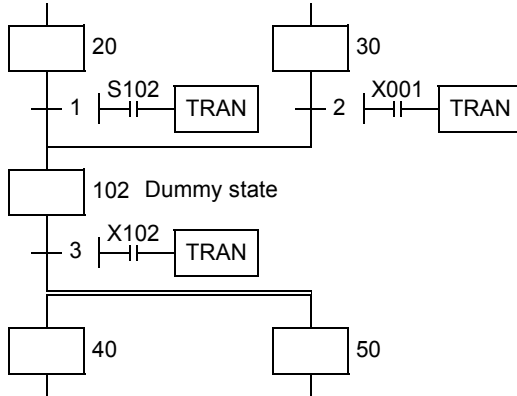 20
30
1 S102 TRAN
2 X001 TRAN
102 Dummy state
3 X102 TRAN
40
50